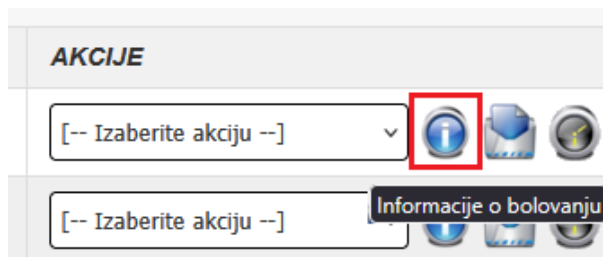 AKCIJE
[-- Izaberite akciju --]
Informacije o bolovanju
[-- Izaberite akciju --]